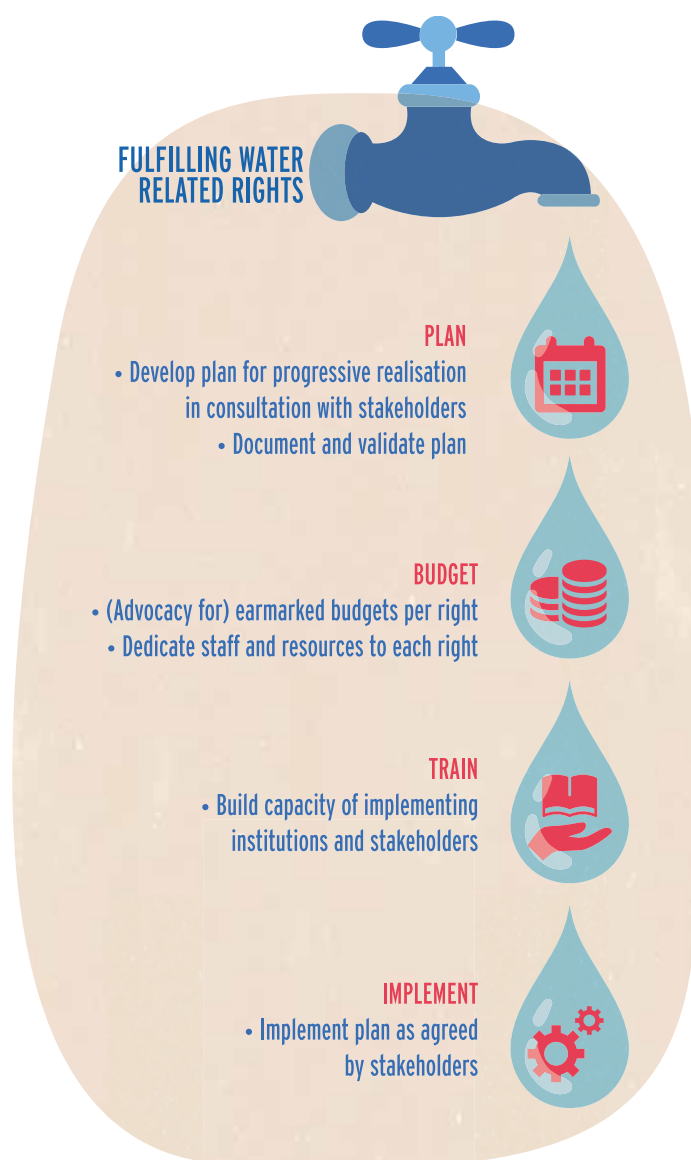 FULFILLING WATER
RELATED RIGHTS
PLAN
• Develop plan for progressive realisation
in consultation with stakeholders
• Document and validate plan
BUDGET
• (Advocacy for) earmarked budgets per right
• Dedicate staff and resources to each right
TRAIN
• Build capacity of implementing
institutions and stakeholders
IMPLEMENT
• Implement plan as agreed
by stakeholders